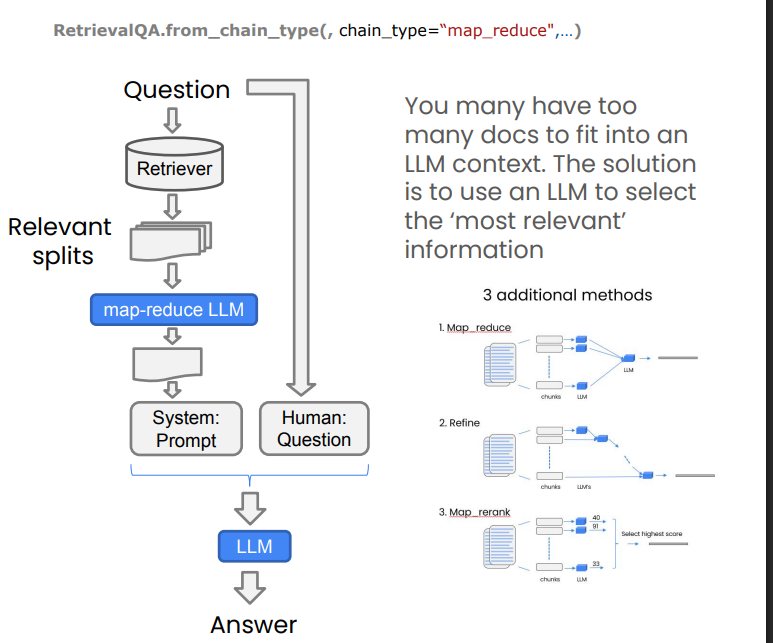 RetrievalQA.from_chain_type(, chain_type=“map_reduce",…)
Question
Retriever
Relevant
splits
map-reduce LLM
System:
Prompt
Human:
Question
LLM
Answer
You many have too
many docs to fit into an
LLM context. The solution
is to use an LLM to select
the ‘most relevant’
information
3 additional methods
1. Map_reduce
LLM
chunks
LLM
2. Refine
chunks
LLM's
3. Map_rerank
40
91
Select highest score
33
chunks
LLM